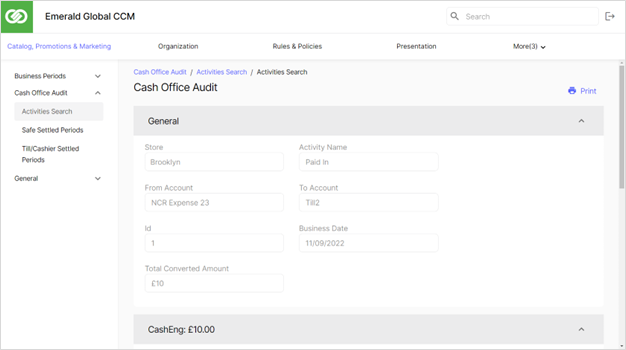 Emerald Global CCM
Search
Catalog, Promotions & Marketing
Organization
Rules & Policies
Presentation
More(3)
Business Periods
Cash Office Audit
Activities Search
Safe Settled Periods
Till/Cashier Settled
Periods
General
Cash Office Audit / Activities Search / Activities Search
Cash Office Audit
Print
General
Store
Activity Name
Brooklyn
Paid In
From Account
To Account
NCR Expense 23
Till2
Id
Business Date
1
11/09/2022
Total Converted Amount
£10
CashEng: £10.00